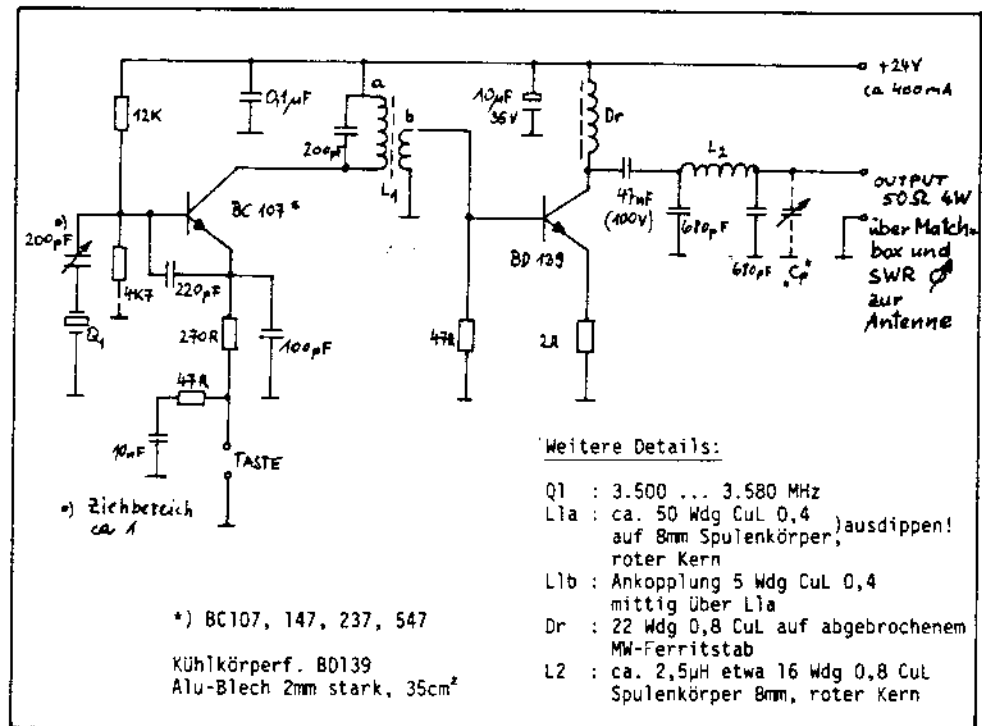 +24V
ca 400mA
12K
0,1µF
a
200pF
b
L1
10µF
35V
Dr
L2
47nF
(100V)
680pF
680pF
"Cp"
OUTPUT
50Ω 4W
über Match-
box und
SWR
zur
Antenne
BC 107*
BD 139
*)
200pF
4K7
Q1
220pF
270R
100pF
47R
10nF
TASTE
47R
2R
*) Ziehbereich
ca 1
*) BC107, 147, 237, 547
Kühlkörperf. BD139
Alu-Blech 2mm stark, 35cm²
Weitere Details:
Q1 : 3.500 ... 3.580 MHz
L1a : ca. 50 Wdg CuL 0,4
auf 8mm Spulenkörper, )ausdippen!
roter Kern
L1b : Ankopplung 5 Wdg CuL 0,4
mittig über L1a
Dr : 22 Wdg 0,8 CuL auf abgebrochenem
MW-Ferritstab
L2 : ca. 2,5µH etwa 16 Wdg 0,8 CuL
Spulenkörper 8mm, roter Kern